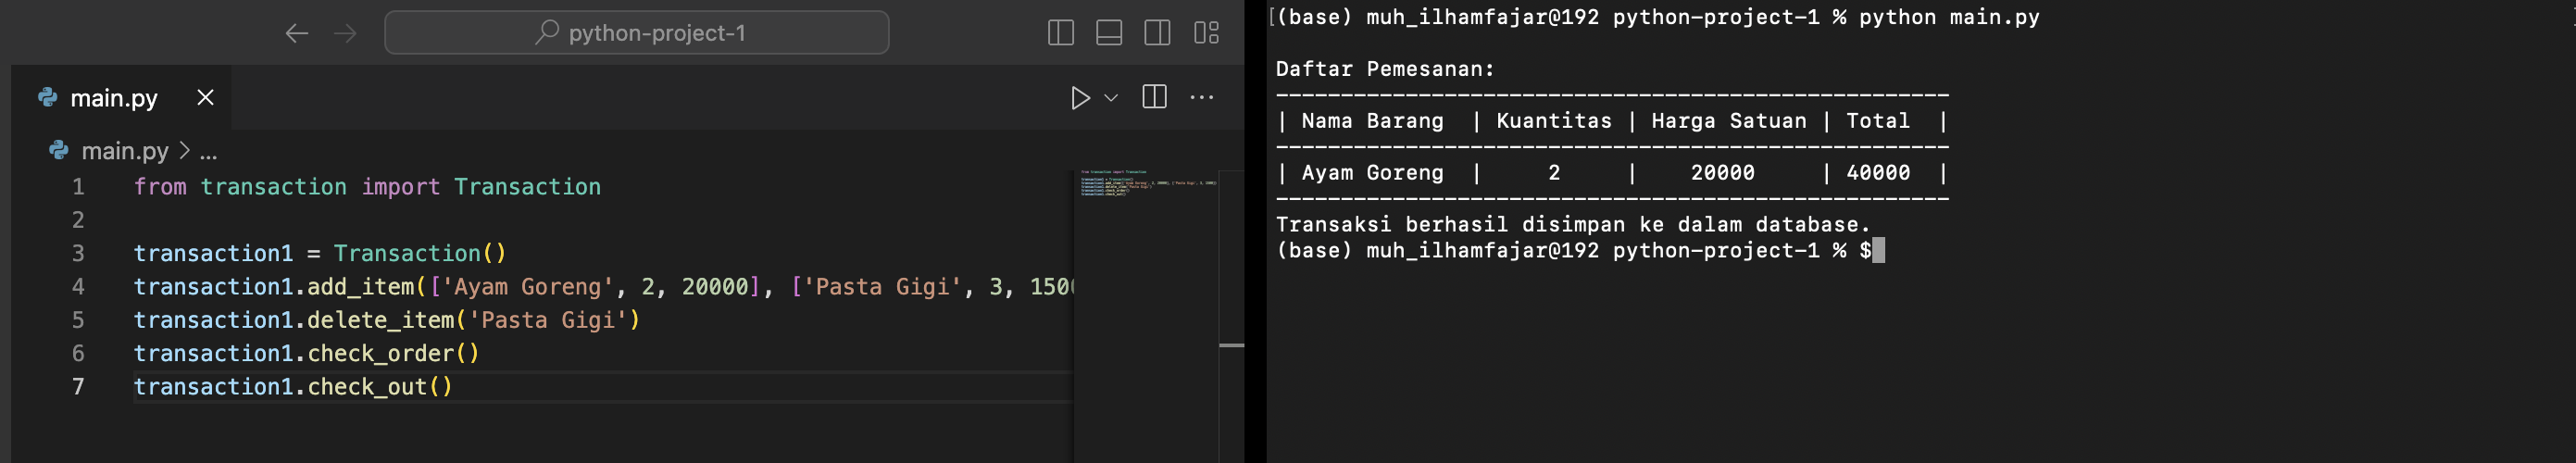 python-project-1
main.py
main.py > ...
1 from transaction import Transaction
2
3 transaction1 = Transaction()
4 transaction1.add_item(['Ayam Goreng', 2, 20000], ['Pasta Gigi', 3, 1500
5 transaction1.delete_item('Pasta Gigi')
6 transaction1.check_order()
7 transaction1.check_out()
[(base) muh_ilhamfajar@192 python-project-1 % python main.py
Daftar Pemesanan:
----------------------------------------------------
| Nama Barang  | Kuantitas | Harga Satuan | Total  |
----------------------------------------------------
| Ayam Goreng  |     2     |    20000     | 40000  |
----------------------------------------------------
Transaksi berhasil disimpan ke dalam database.
(base) muh_ilhamfajar@192 python-project-1 % $